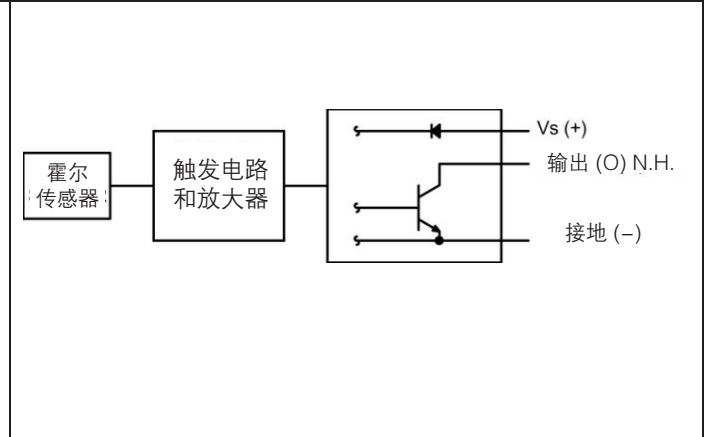 霍尔
传感器
触发电路
和放大器
Vs (+)
输出 (O) N.H.
接地 (–)